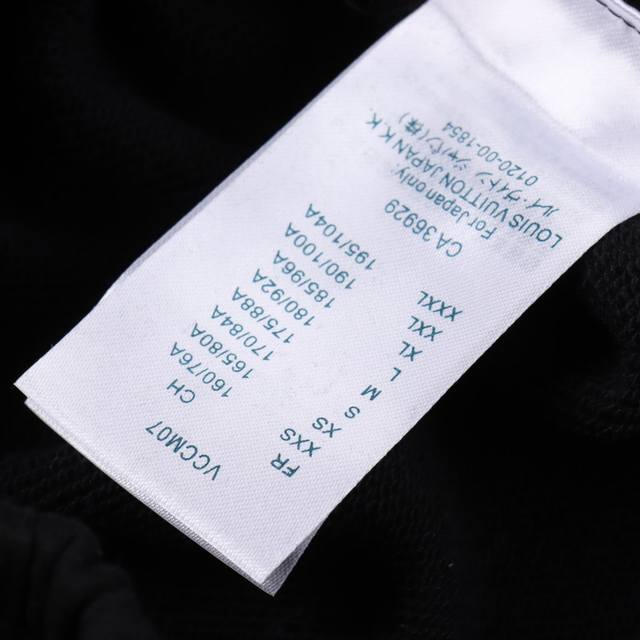 VCCM07
FR CH
XXS 160/76A
XS 165/80A
S 170/84A
M 175/88A
L 180/92A
XL 185/96A
XXL 190/100A
XXXL 195/104A
CA 36929
For Japan only:
LOUIS VUITTON JAPAN K.K.
ルイ・ヴィトン ジャパン(株)
0120-00-1854